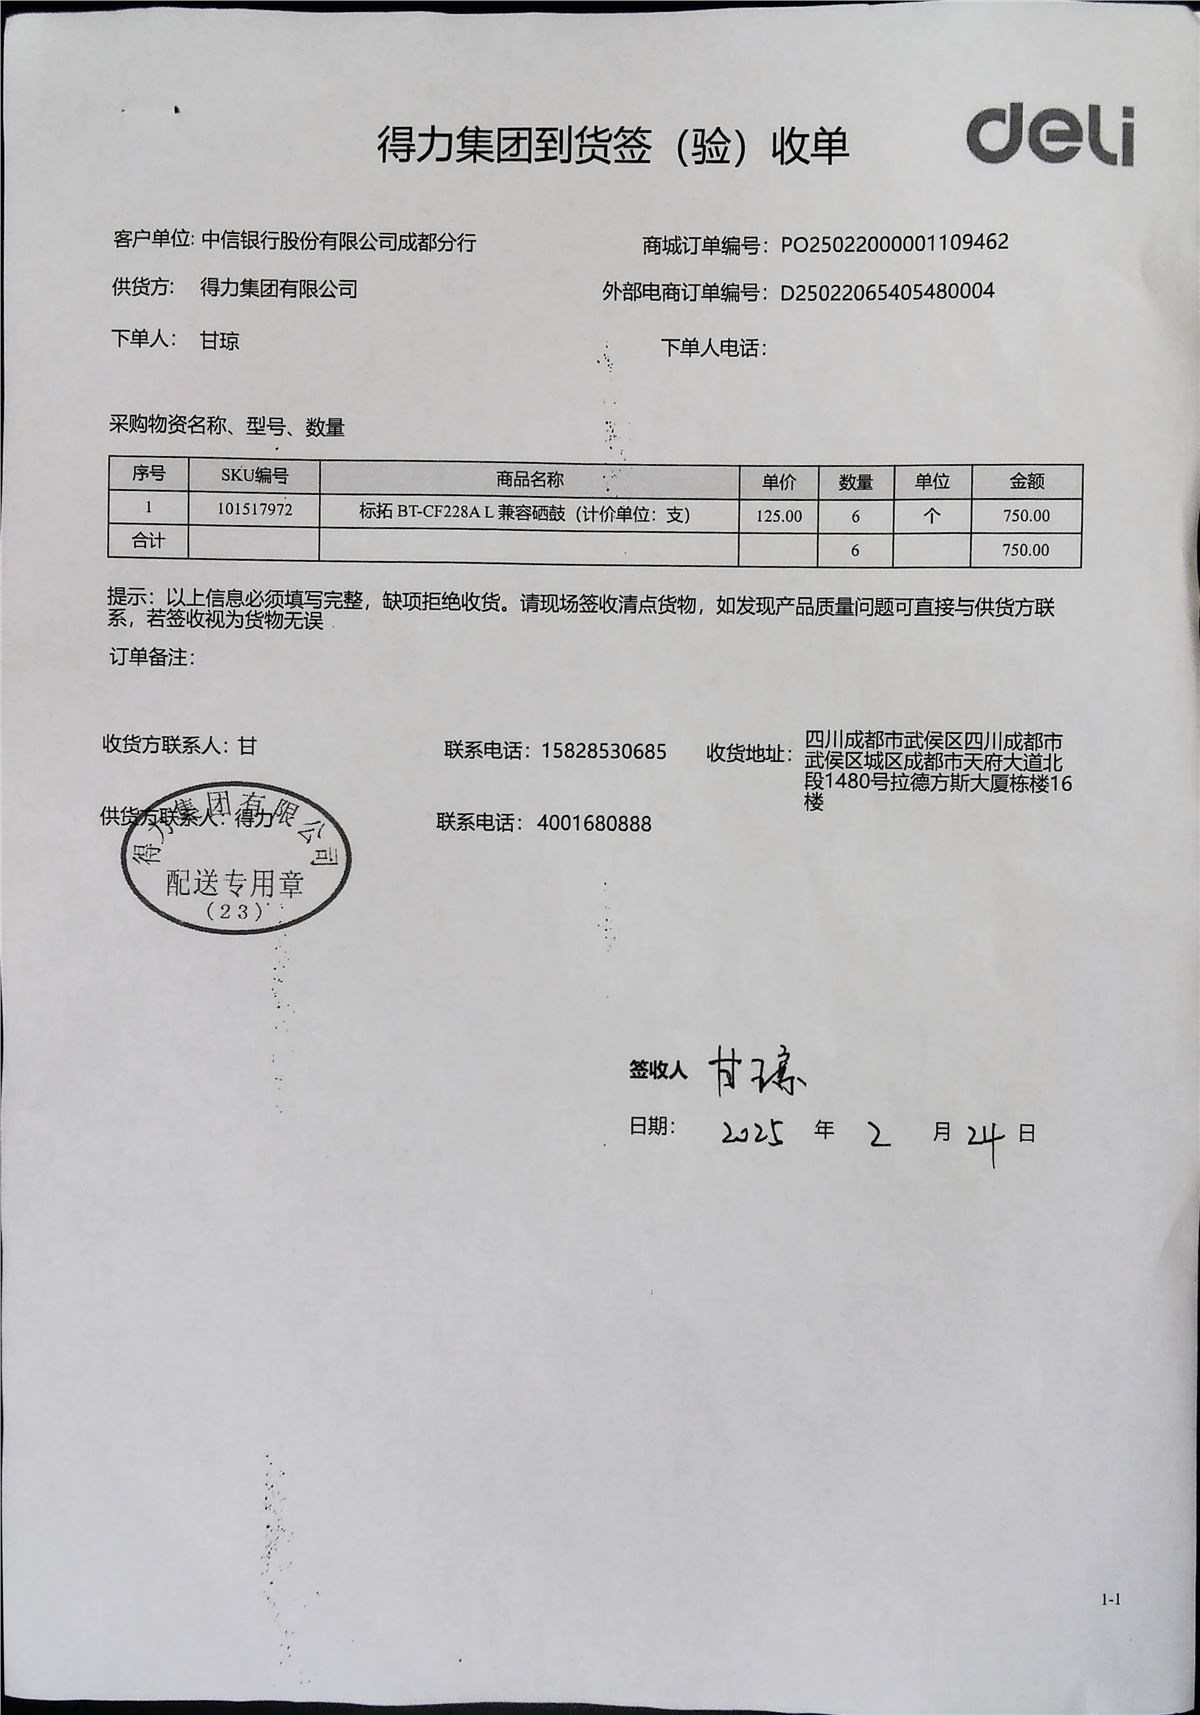 deli
得力集团到货签（验）收单
客户单位: 中信银行股份有限公司成都分行
商城订单编号： PO25022000001109462
供货方: 得力集团有限公司
外部电商订单编号： D25022065405480004
下单人： 甘琼
下单人电话：
采购物资名称、型号、数量
序号 SKU编号 商品名称 单价 数量 单位 金额
1 101517972 标拓 BT-CF228A L 兼容硒鼓（计价单位：支） 125.00 6 个 750.00
合计 6 750.00
提示：以上信息必须填写完整，缺项拒绝收货。请现场签收清点货物，如发现产品质量问题可直接与供货方联
系，若签收视为货物无误
订单备注：
收货方联系人：甘
联系电话： 15828530685
收货地址：
四川成都市武侯区四川成都市
武侯区城区成都市天府大道北
段1480号拉德方斯大厦栋楼16
楼
供货方联系人：得力
联系电话： 4001680888
得力集团有限公司
配送专用章
（23）
签收人 甘琼
日期： 2025 年 2 月 24 日
1-1